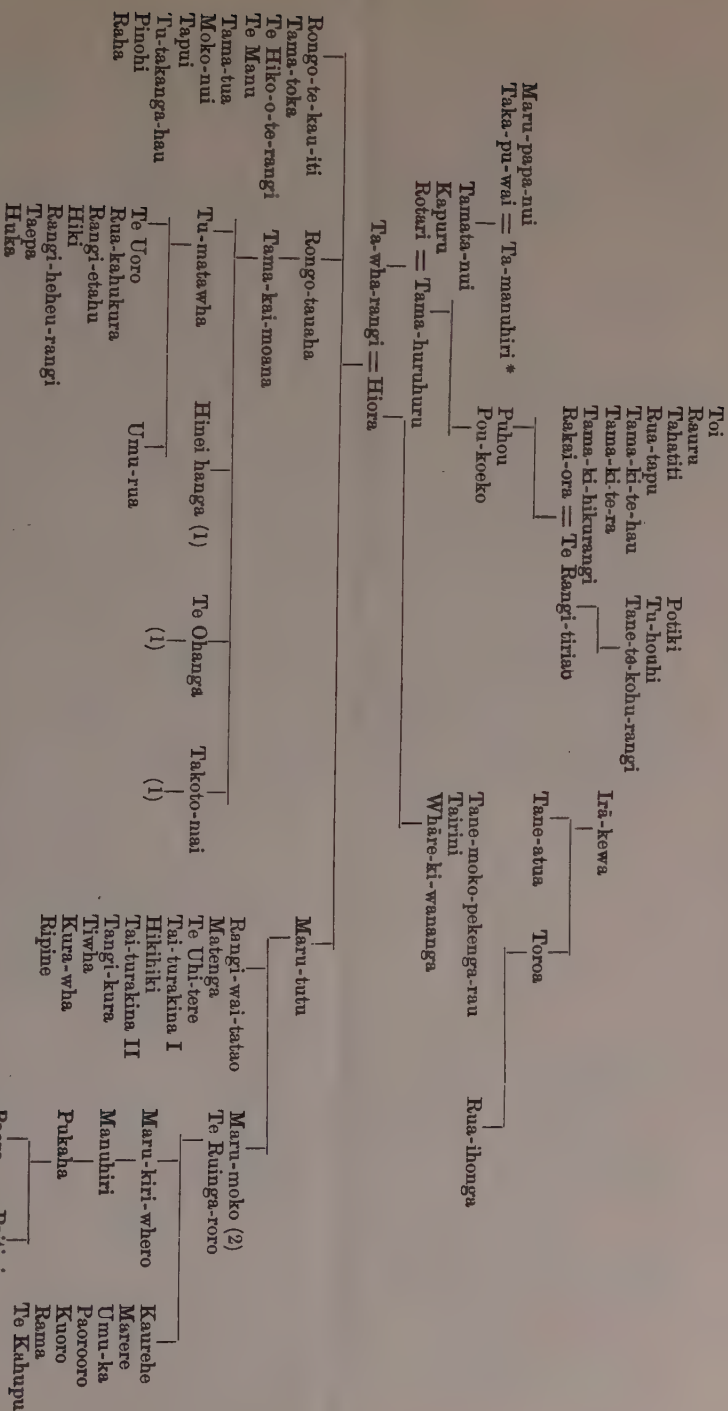 Toi
Rauru
Tahatiti
Rua-tapu
Tama-ki-te-hau
Tama-ki-te-ra
Tama-ki-hikurangi
Rakai-ora = Te Rangi-tiriao
Potiki
Tu-houhi
Tane-te-kohu-rangi
Irā-kewa
Tane-atua Toroa
Maru-papa-nui
Taka-pu-wai = Ta-manuhiri *
Puhou
Pou-koeko
Tane-moko-pekenga-rau
Tairini
Whāre-ki-wananga
Rua-ihonga
Tamata-nui
Kapuru
Rotari = Tama-huruhuru
Ta-wha-rangi = Hiora
Rongo-te-kau-iti
Tama-toka
Te Hiko-o-te-rangi
Te Manu
Tama-tua
Moko-nui
Tapui
Tu-takanga-hau
Pinohi
Raha
Rongo-tauaha
Tama-kai-moana
Maru-tutu
Tu-matawha Hinei hanga (1) Te Ohanga Takoto-mai
(1) (1)
Te Uoro
Rua-kahukura
Rangi-etahu
Hiki
Rangi-heheu-rangi
Taepa
Huka
Umu-rua
Rangi-wai-tatao
Matenga
Te Uhi-tere
Tai-turakina I
Hikihiki
Tai-turakina II
Tangi-kura
Tiwha
Kura-wha
Ripine
Maru-moko (2)
Te Ruinga-roro
Maru-kiri-whero
Manuhiri
Pukaha
Kaurehe
Marere
Umu-ka
Paorooro
Kuoro
Rama
Te Kahupu